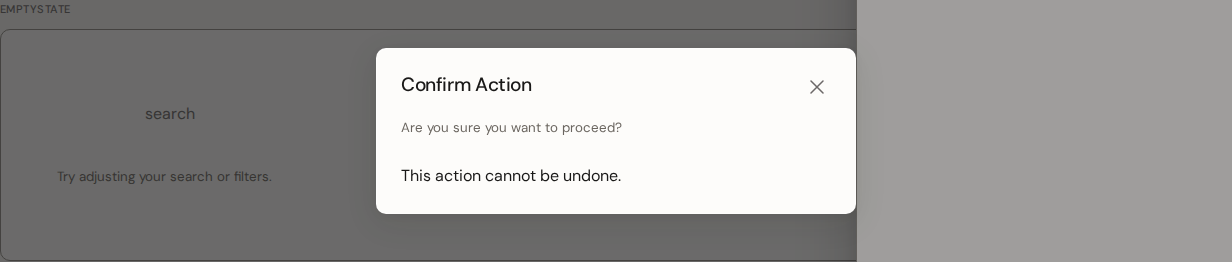 EMPTYSTATE
search
Try adjusting your search or filters.
Confirm Action
Are you sure you want to proceed?
This action cannot be undone.